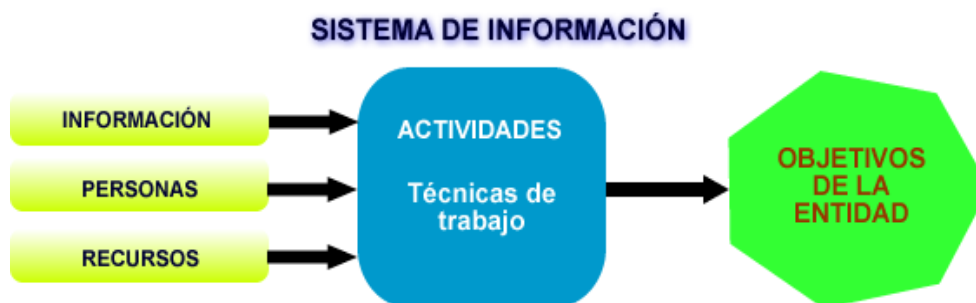 SISTEMA DE INFORMACIÓN
INFORMACIÓN
PERSONAS
RECURSOS
ACTIVIDADES
Técnicas de
trabajo
OBJETIVOS
DE LA
ENTIDAD